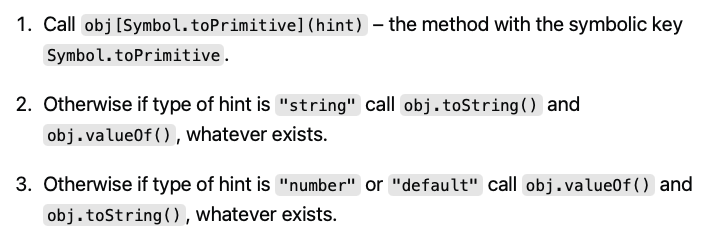 1. Call obj[Symbol.toPrimitive](hint) – the method with the symbolic key
Symbol.toPrimitive.
2. Otherwise if type of hint is "string" call obj.toString() and
obj.valueOf(), whatever exists.
3. Otherwise if type of hint is "number" or "default" call obj.valueOf() and
obj.toString(), whatever exists.